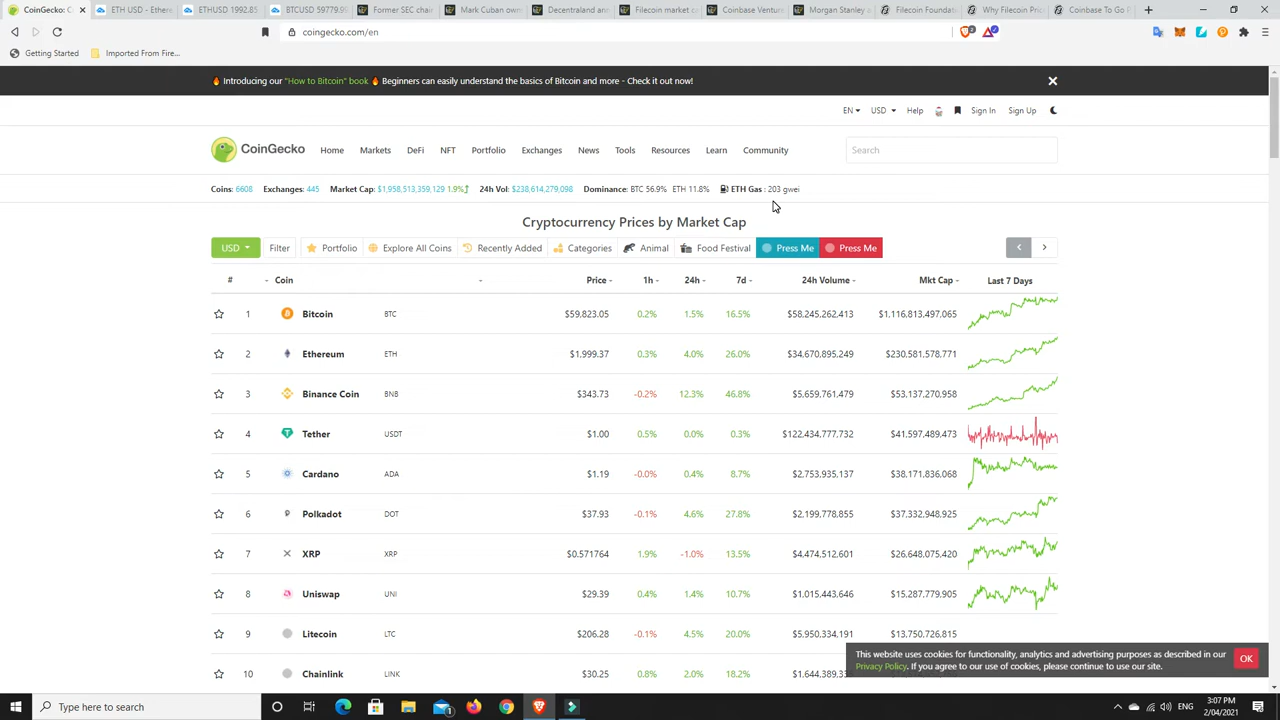 CoinGecko: C
ETH USD - Ethere
ETHUSD 1992.85
BTCUSD 59779.9
Former SEC chair
Mark Cuban own
Decentraland an
Filecoin market c
Coinbase Ventur
Morgan Stanley a
Filecoin Foundat
Why Filecoin Pric
Coinbase To Go P
coingecko.com/en
Getting Started
Imported From Fire...
Introducing our "How to Bitcoin" book Beginners can easily understand the basics of Bitcoin and more - Check it out now!
EN USD Help Sign In Sign Up
CoinGecko Home Markets DeFi NFT Portfolio Exchanges News Tools Resources Learn Community Search
Coins: 6608 Exchanges: 445 Market Cap: $1,958,513,359,129 1.9% 24h Vol: $238,614,279,098 Dominance: BTC 56.9% ETH 11.8% ETH Gas : 203 gwei
Cryptocurrency Prices by Market Cap
USD Filter Portfolio Explore All Coins Recently Added Categories Animal Food Festival Press Me Press Me
# Coin Price 1h 24h 7d 24h Volume Mkt Cap Last 7 Days
1 Bitcoin BTC $59,823.05 0.2% 1.5% 16.5% $58,245,262,413 $1,116,813,497,065
2 Ethereum ETH $1,999.37 0.3% 4.0% 26.0% $34,670,895,249 $230,581,578,771
3 Binance Coin BNB $343.73 -0.2% 12.3% 46.8% $5,659,761,479 $53,137,270,958
4 Tether USDT $1.00 0.5% 0.0% 0.3% $122,434,777,732 $41,597,489,473
5 Cardano ADA $1.19 -0.0% 0.4% 8.7% $2,753,935,137 $38,171,836,068
6 Polkadot DOT $37.93 -0.1% 4.6% 27.8% $2,199,778,855 $37,332,948,925
7 XRP XRP $0.571764 1.9% -1.0% 13.5% $4,474,512,601 $26,648,075,420
8 Uniswap UNI $29.39 0.4% 1.4% 10.7% $1,015,443,646 $15,287,779,905
9 Litecoin LTC $206.28 -0.1% 4.5% 20.0% $5,950,334,191 $13,750,726,815
10 Chainlink LINK $30.25 0.8% 2.0% 18.2% $1,644,389,33
This website uses cookies for functionality, analytics and advertising purposes as described in our
Privacy Policy. If you agree to our use of cookies, please continue to use our site.
OK
Type here to search
ENG
3:07 PM
2/04/2021